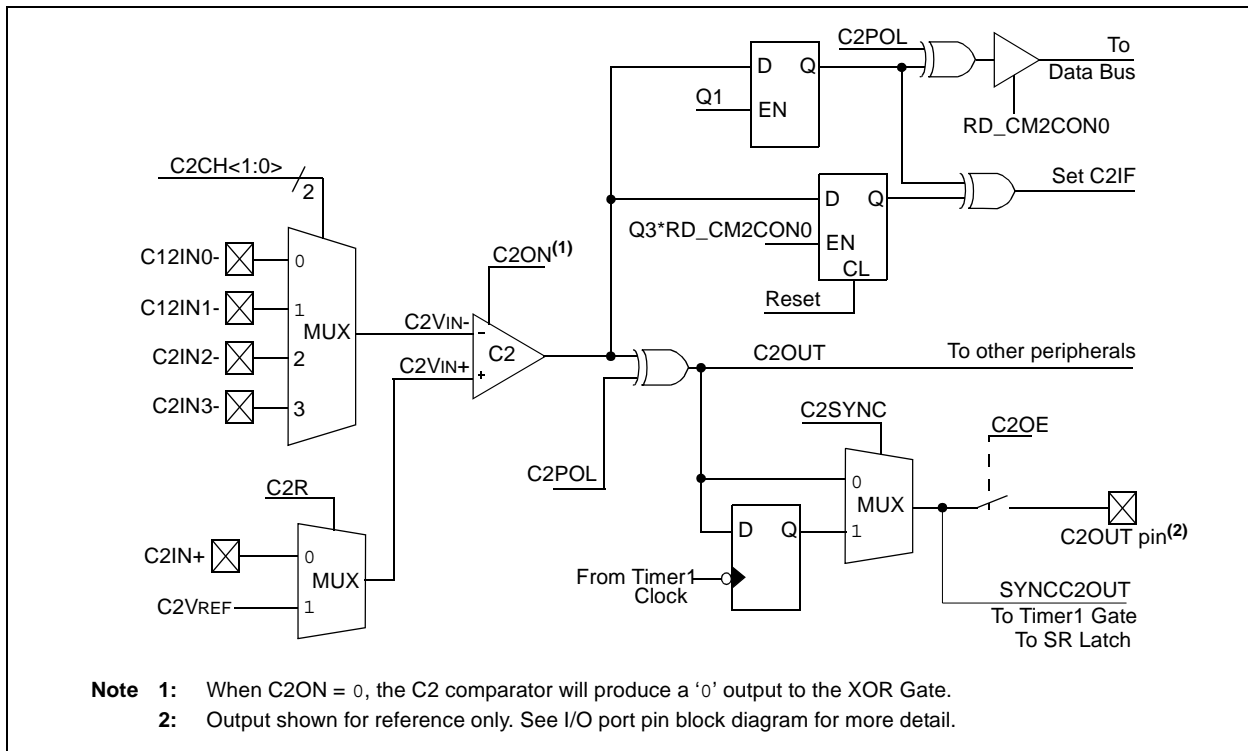 C2POL
To
Data Bus
D Q
Q1
EN
RD_CM2CON0
C2CH<1:0>
2
Set C2IF
D Q
Q3*RD_CM2CON0
EN
CL
Reset
C12IN0-
0
C2ON(1)
C12IN1-
1
MUX
C2VIN-
-
C2IN2-
2
C2
C2OUT
To other peripherals
C2VIN+
+
C2IN3-
3
C2SYNC
C2OE
C2POL
C2R
0
MUX
D Q
1
C2OUT pin(2)
C2IN+
0
MUX
From Timer1
Clock
C2VREF
1
SYNCC2OUT
To Timer1 Gate
To SR Latch
Note 1: When C2ON = 0, the C2 comparator will produce a ‘0’ output to the XOR Gate.
2: Output shown for reference only. See I/O port pin block diagram for more detail.